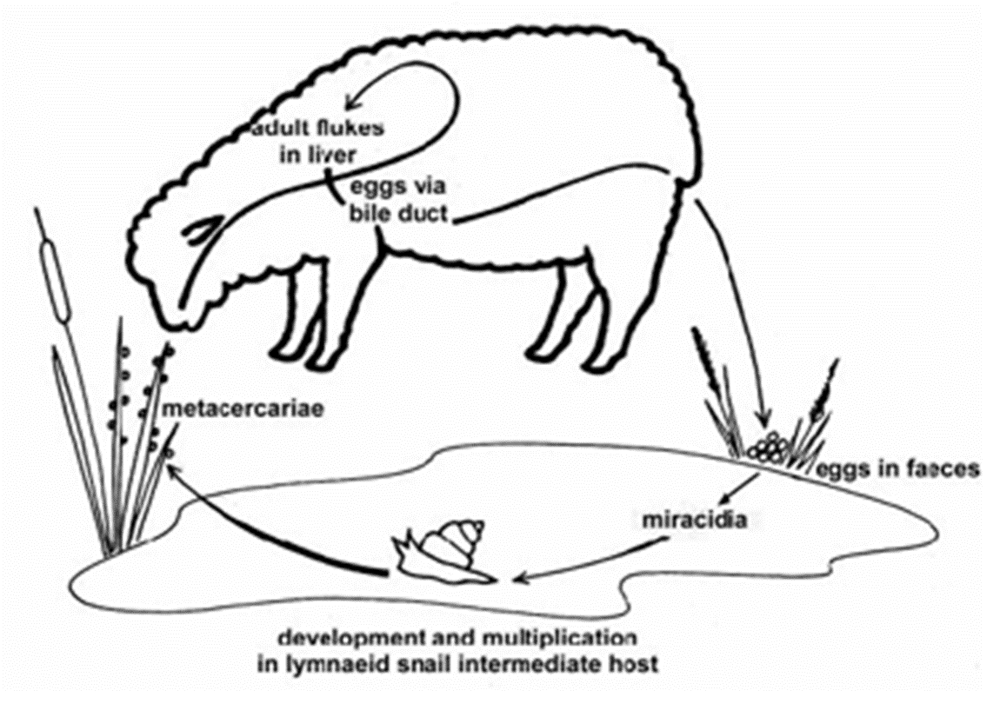 adult flukes
in liver
eggs via
bile duct
metacercariae
eggs in faeces
miracidia
development and multiplication
in lymnaeid snail intermediate host